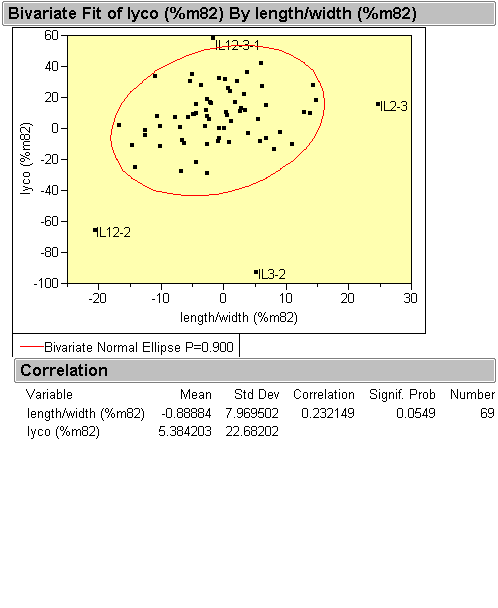 Bivariate Fit of lyco (%m82) By length/width (%m82)
60
40
20
0
-20
-40
-60
-80
-100
lyco (%m82)
IL12-3-1
IL2-3
IL12-2
IL3-2
-20 -10 0 10 20 30
length/width (%m82)
Bivariate Normal Ellipse P=0.900
Correlation
Variable Mean Std Dev Correlation Signif. Prob Number
length/width (%m82) -0.88884 7.969502 0.232149 0.0549 69
lyco (%m82) 5.384203 22.68202